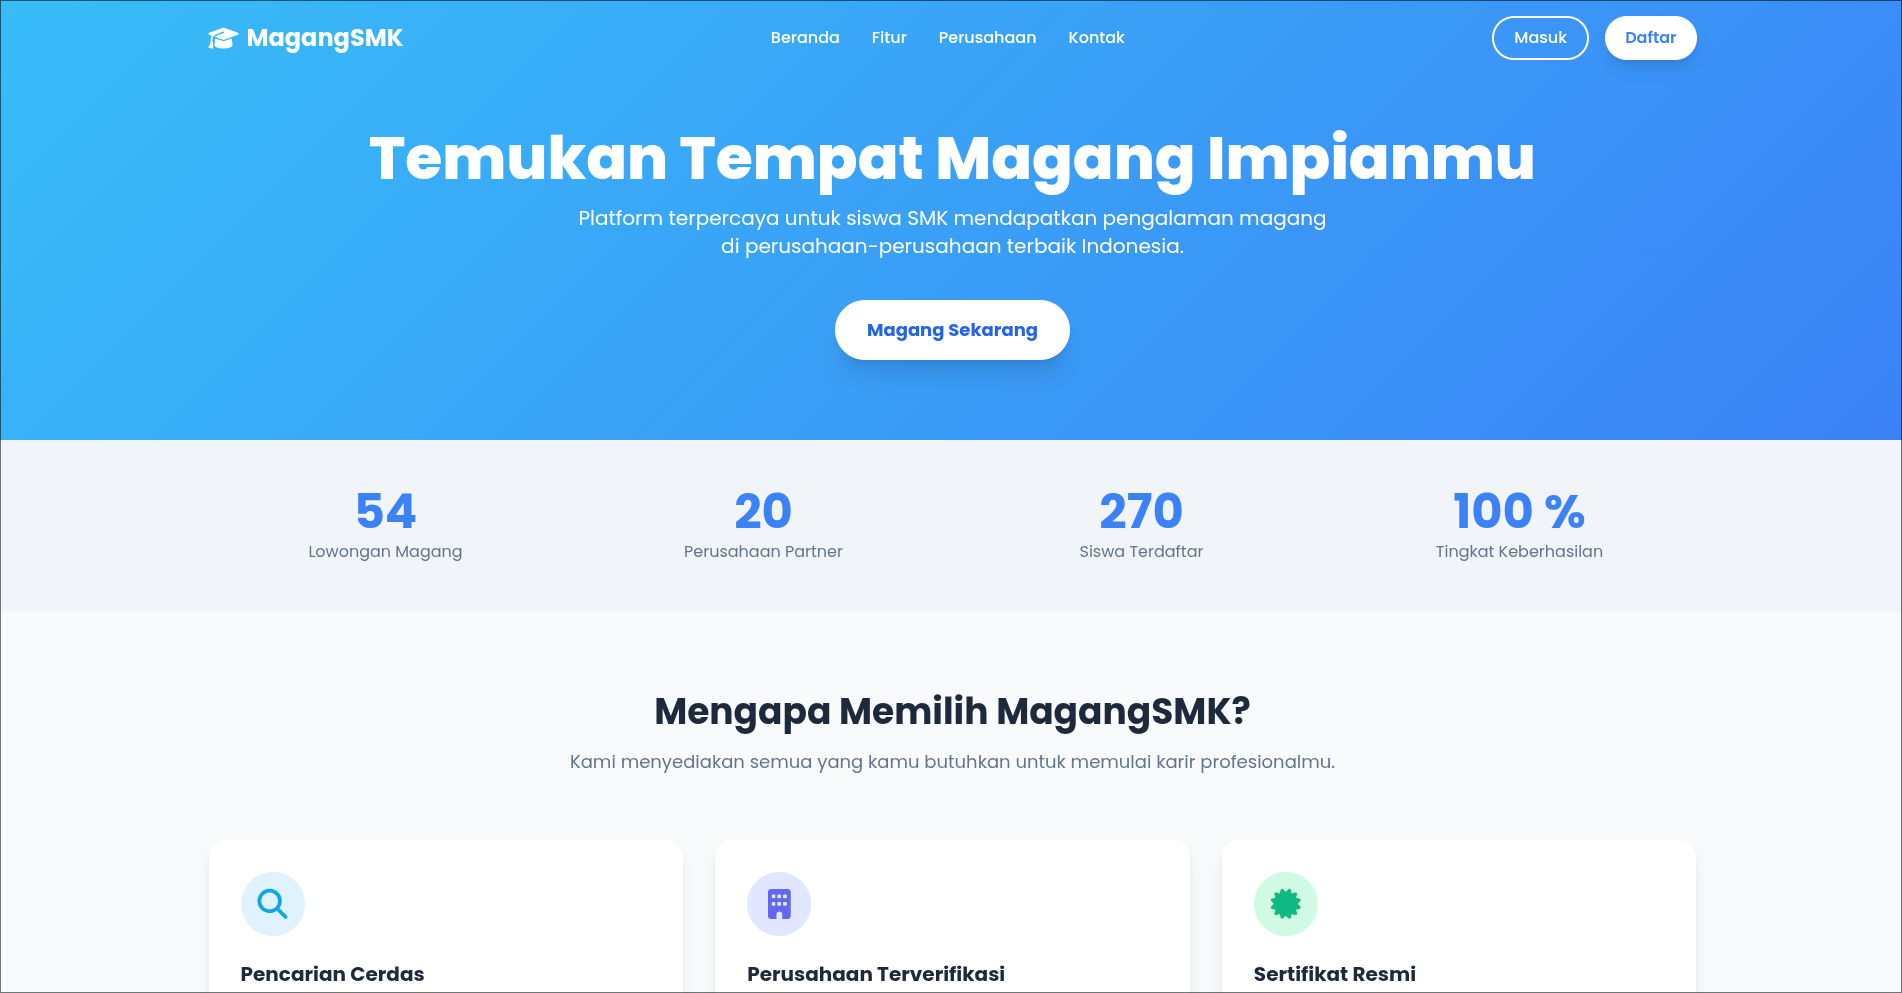 MagangSMK
Beranda
Fitur
Perusahaan
Kontak
Masuk
Daftar
Temukan Tempat Magang Impianmu
Platform terpercaya untuk siswa SMK mendapatkan pengalaman magang
di perusahaan-perusahaan terbaik Indonesia.
Magang Sekarang
54
Lowongan Magang
20
Perusahaan Partner
270
Siswa Terdaftar
100 %
Tingkat Keberhasilan
Mengapa Memilih MagangSMK?
Kami menyediakan semua yang kamu butuhkan untuk memulai karir profesionalmu.
Pencarian Cerdas
Perusahaan Terverifikasi
Sertifikat Resmi